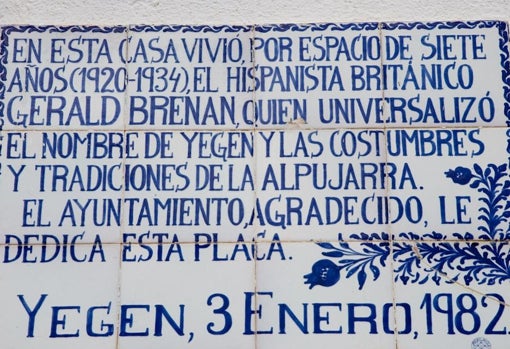 EN ESTA CASA VIVIÓ, POR ESPACIO DE SIETE
AÑOS (1920-1934), EL HISPANISTA BRITÁNICO
GERALD BRENAN, QUIEN UNIVERSALIZÓ
EL NOMBRE DE YEGEN Y LAS COSTUMBRES
Y TRADICIONES DE LA ALPUJARRA.
EL AYUNTAMIENTO, AGRADECIDO, LE
DEDICA ESTA PLACA.
YEGEN, 3 ENERO, 1982.